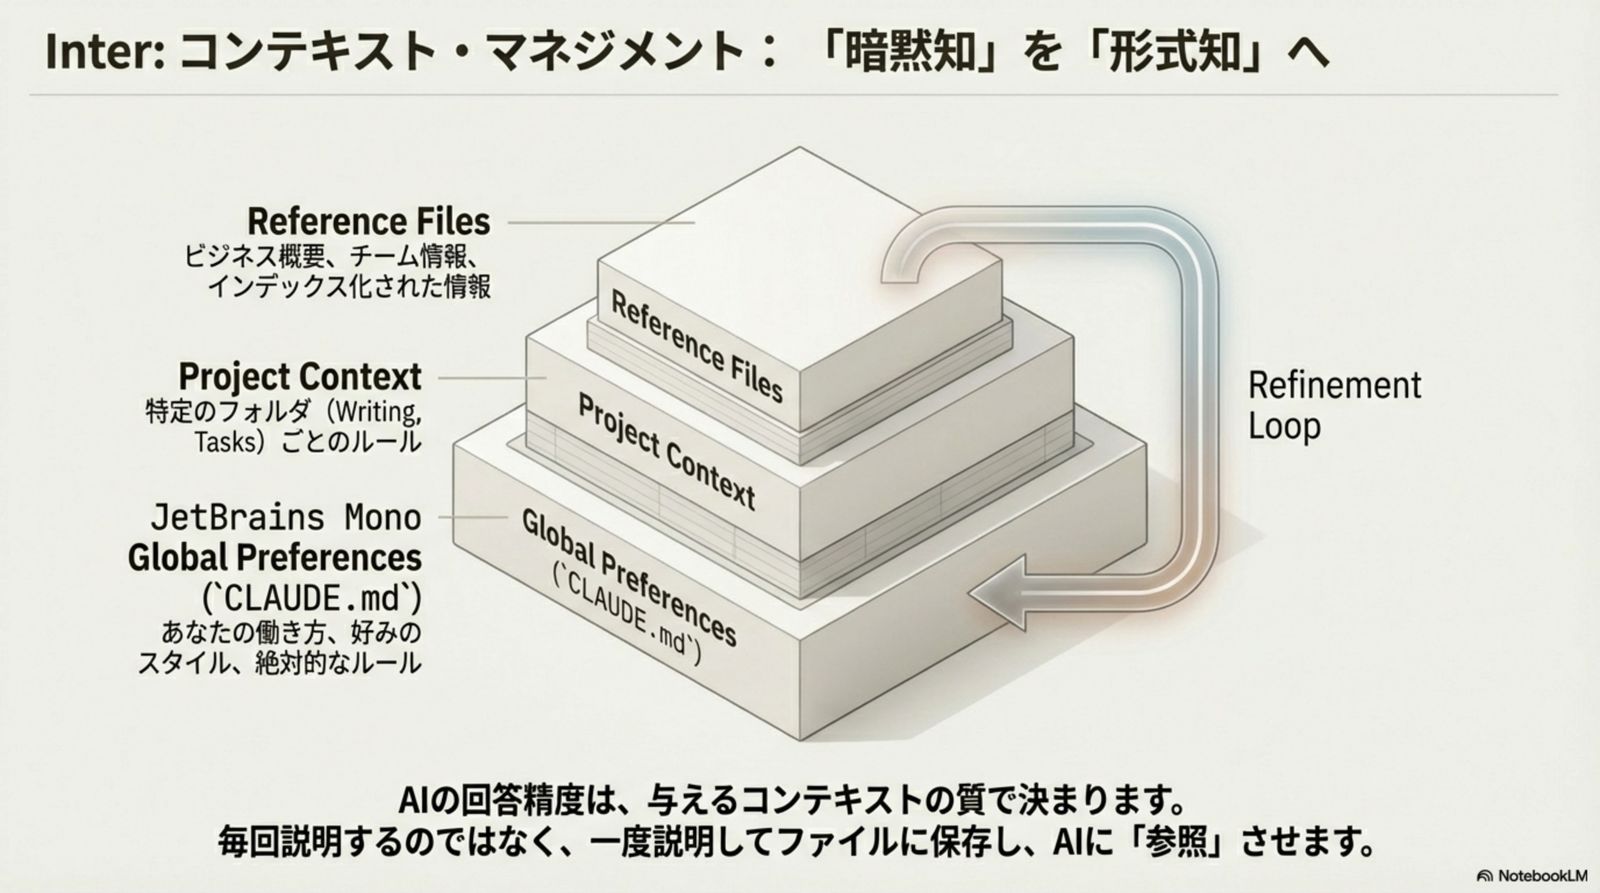 Inter: コンテキスト・マネジメント：「暗黙知」を「形式知」へ
Reference Files
ビジネス概要、チーム情報、
インデックス化された情報
Project Context
特定のフォルダ（Writing,
Tasks）ごとのルール
JetBrains Mono
Global Preferences
(`CLAUDE.md`)
あなたの働き方、好みの
スタイル、絶対的なルール
Reference Files
Project Context
Global Preferences
(`CLAUDE.md`)
Refinement
Loop
AIの回答精度は、与えるコンテキストの質で決まります。
毎回説明するのではなく、一度説明してファイルに保存し、AIに「参照」させます。
NotebookLM